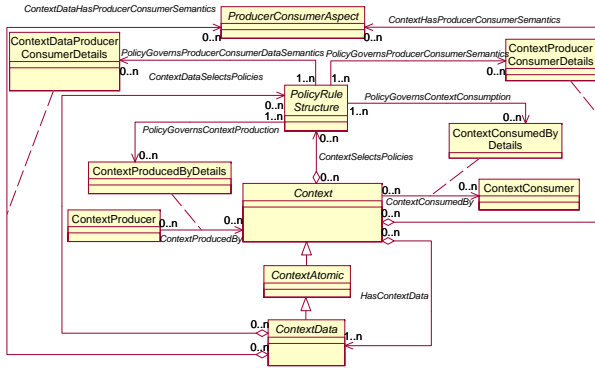 ContextDataHasProducerConsumerSemantics
ProducerConsumerAspect
ContextHasProducerConsumerSemantics
0..n
0..n
ContextDataProducer
ConsumerDetails
ContextProducer
ConsumerDetails
PolicyGovernsProducerConsumerDataSemantics
PolicyGovernsProducerConsumerSemantics
0..n
1..n
1..n
0..n
ContextDataSelectsPolicies
PolicyRule
Structure
0..n
1..n
0..n
1..n
PolicyGovernsContextConsumption
PolicyGovernsContextProduction
0..n
ContextConsumedBy
Details
0..n
ContextProducedByDetails
ContextSelectsPolicies
0..n
Context
0..n
0..n
ContextConsumer
ContextConsumedBy
ContextProducer
0..n
0..n
0..n
ContextProducedBy
0..n
ContextAtomic
HasContextData
0..n
ContextData
1..n
0..n